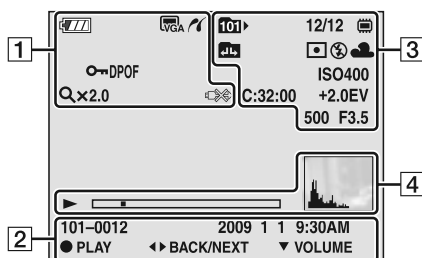 VGA 101 12/12
1 3
DPOF ISO400
×2.0 C:32:00 +2.0EV
500 F3.5
4
2 101–0012 2009 1 1 9:30AM
● PLAY ◄► BACK/NEXT ▼ VOLUME